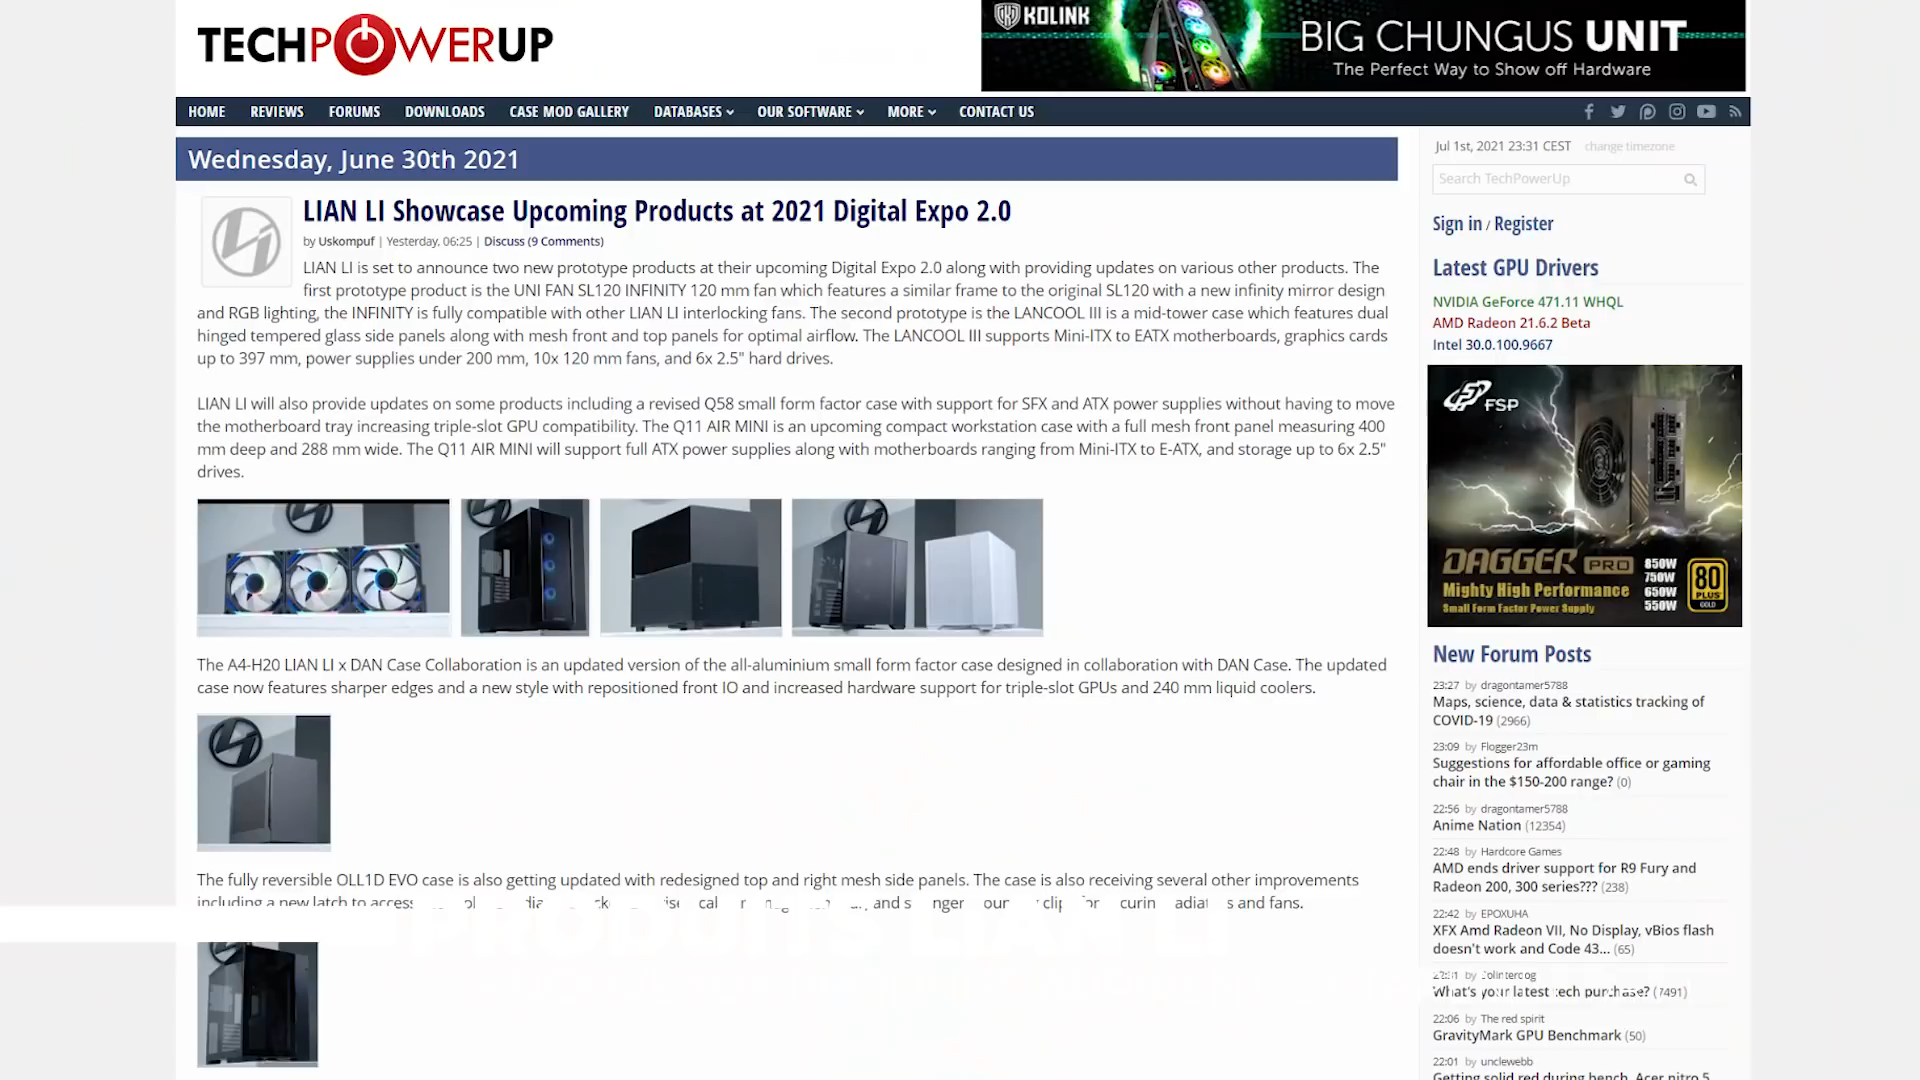 TECHPOWERUP
KOLINK
BIG CHUNGUS UNIT
The Perfect Way to Show off Hardware
HOME REVIEWS FORUMS DOWNLOADS CASE MOD GALLERY DATABASES OUR SOFTWARE MORE CONTACT US
Wednesday, June 30th 2021
LIAN LI Showcase Upcoming Products at 2021 Digital Expo 2.0
by Uskompuf | Yesterday, 06:25 | Discuss (9 Comments)
LIAN LI is set to announce two new prototype products at their upcoming Digital Expo 2.0 along with providing updates on various other products. The
first prototype product is the UNI FAN SL120 INFINITY 120 mm fan which features a similar frame to the original SL120 with a new infinity mirror design
and RGB lighting, the INFINITY is fully compatible with other LIAN LI interlocking fans. The second prototype is the LANCOOL III is a mid-tower case which features dual
hinged tempered glass side panels along with mesh front and top panels for optimal airflow. The LANCOOL III supports Mini-ITX to EATX motherboards, graphics cards
up to 397 mm, power supplies under 200 mm, 10x 120 mm fans, and 6x 2.5" hard drives.
LIAN LI will also provide updates on some products including a revised Q58 small form factor case with support for SFX and ATX power supplies without having to move
the motherboard tray increasing triple-slot GPU compatibility. The Q11 AIR MINI is an upcoming compact workstation case with a full mesh front panel measuring 400
mm deep and 288 mm wide. The Q11 AIR MINI will support full ATX power supplies along with motherboards ranging from Mini-ITX to E-ATX, and storage up to 6x 2.5"
drives.
The A4-H20 LIAN LI x DAN Case Collaboration is an updated version of the all-aluminium small form factor case designed in collaboration with DAN Case. The updated
case now features sharper edges and a new style with repositioned front IO and increased hardware support for triple-slot GPUs and 240 mm liquid coolers.
The fully reversible OLL1D EVO case is also getting updated with redesigned top and right mesh side panels. The case is also receiving several other improvements
including a new latch to access and fans.
PRODUITS LIAN LI
Jul 1st, 2021 23:31 CEST change timezone
Search TechPowerUp
Sign in / Register
Latest GPU Drivers
NVIDIA GeForce 471.11 WHQL
AMD Radeon 21.6.2 Beta
Intel 30.0.100.9667
FSP
DAGGER PRO
Mighty High Performance
Small Form Factor Power Supply
850W
750W
650W
550W
80
PLUS
GOLD
New Forum Posts
23:27 by dragontamer5788
Maps, science, data & statistics tracking of
COVID-19 (2966)
23:09 by Flogger23m
Suggestions for affordable office or gaming
chair in the $150-200 range? (0)
22:56 by dragontamer5788
Anime Nation (12354)
22:48 by Hardcore Games
AMD ends driver support for R9 Fury and
Radeon 200, 300 series??? (238)
22:42 by EPOXUHA
XFX Amd Radeon VII, No Display, vBios flash
doesn't work and Code 43... (65)
by
What's your latest tech purchase? (7491)
22:06 by The red spirit
GravityMark GPU Benchmark (50)
22:01 by unclewebb
Getting solid red during bench, Acer nitro 5